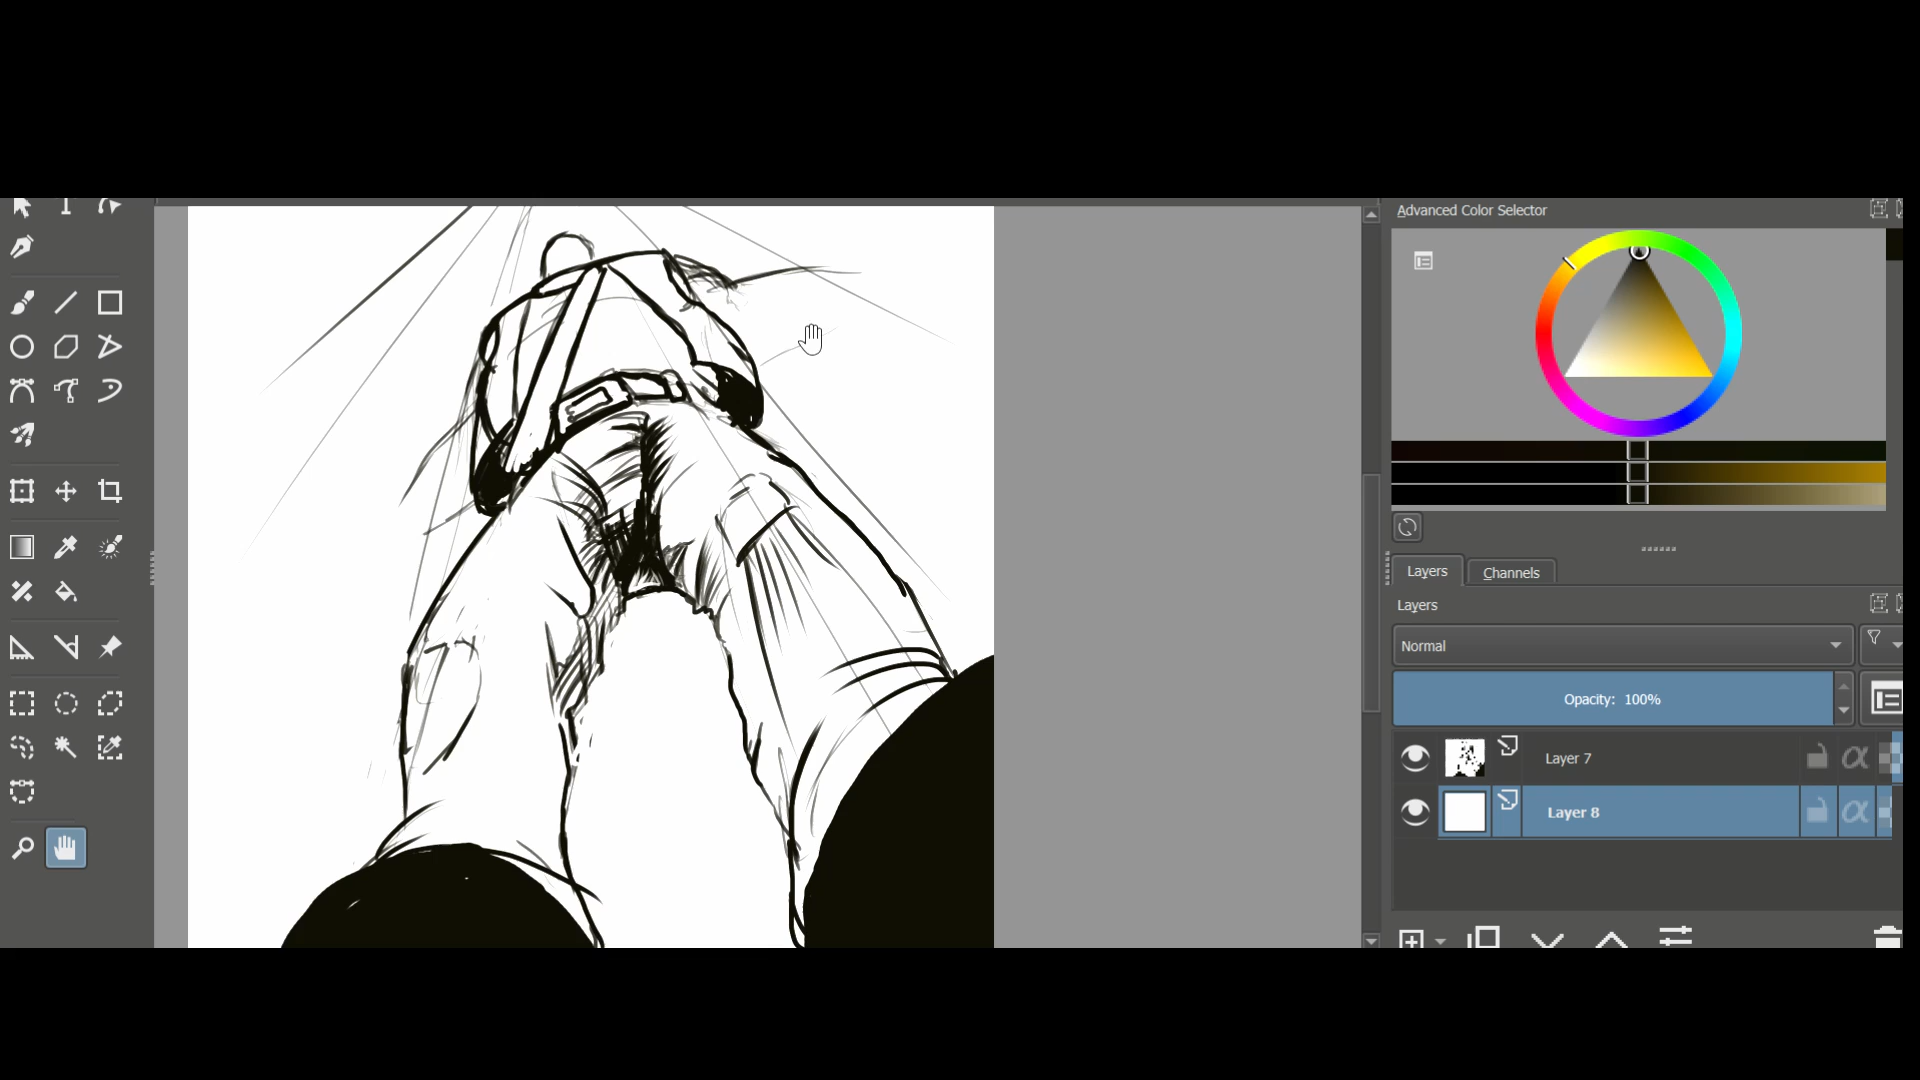 Advanced Color Selector
Layers
Channels
Layers
Normal
Opacity: 100%
Layer 7
Layer 8